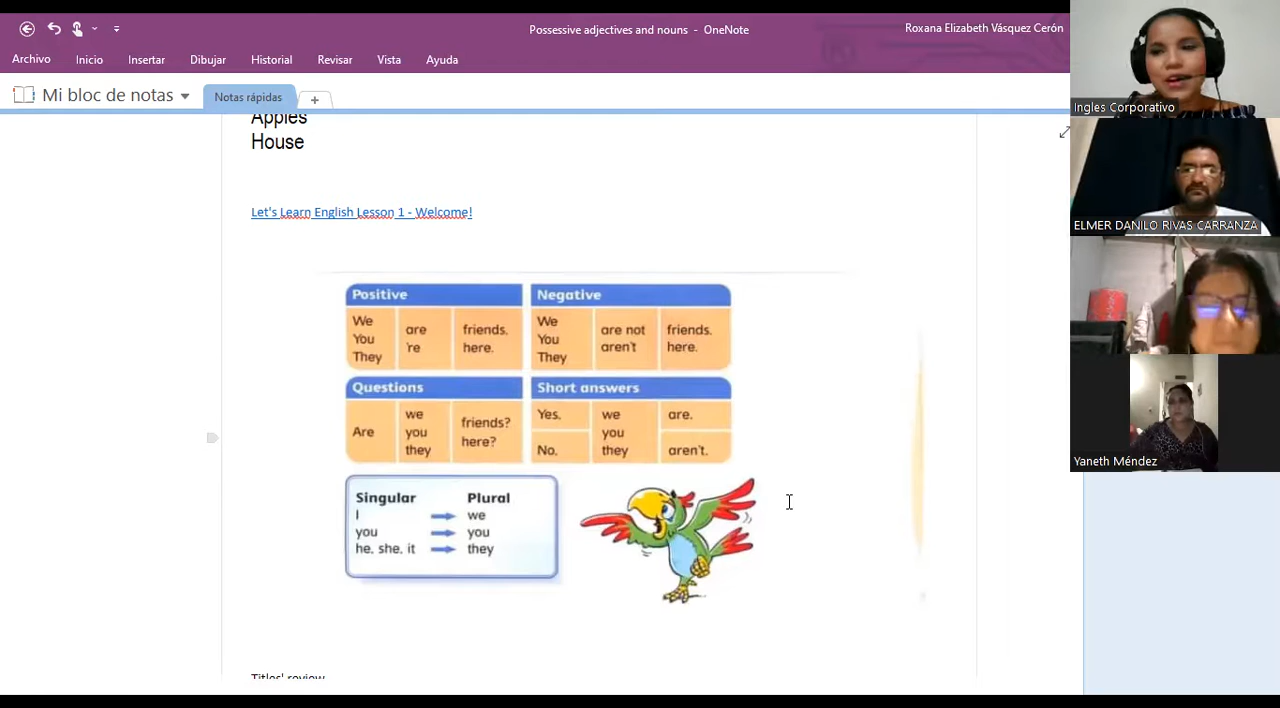 Possessive adjectives and nouns - OneNote
Roxana Elizabeth Vásquez Cerón
Archivo Inicio Insertar Dibujar Historial Revisar Vista Ayuda
Mi bloc de notas
Notas rápidas
Apples
House
Let's Learn English Lesson 1 - Welcome!
Positive
We
You
They
are
're
friends.
here.
Negative
We
You
They
are not
aren't
friends.
here.
Questions
Are
we
you
they
friends?
here?
Short answers
Yes.
No.
we
you
they
are.
aren't.
Singular Plural
I we
you you
he. she. it they
Titles' review
Ingles Corporativo
ELMER DANILO RIVAS CARRANZA
Yaneth Méndez